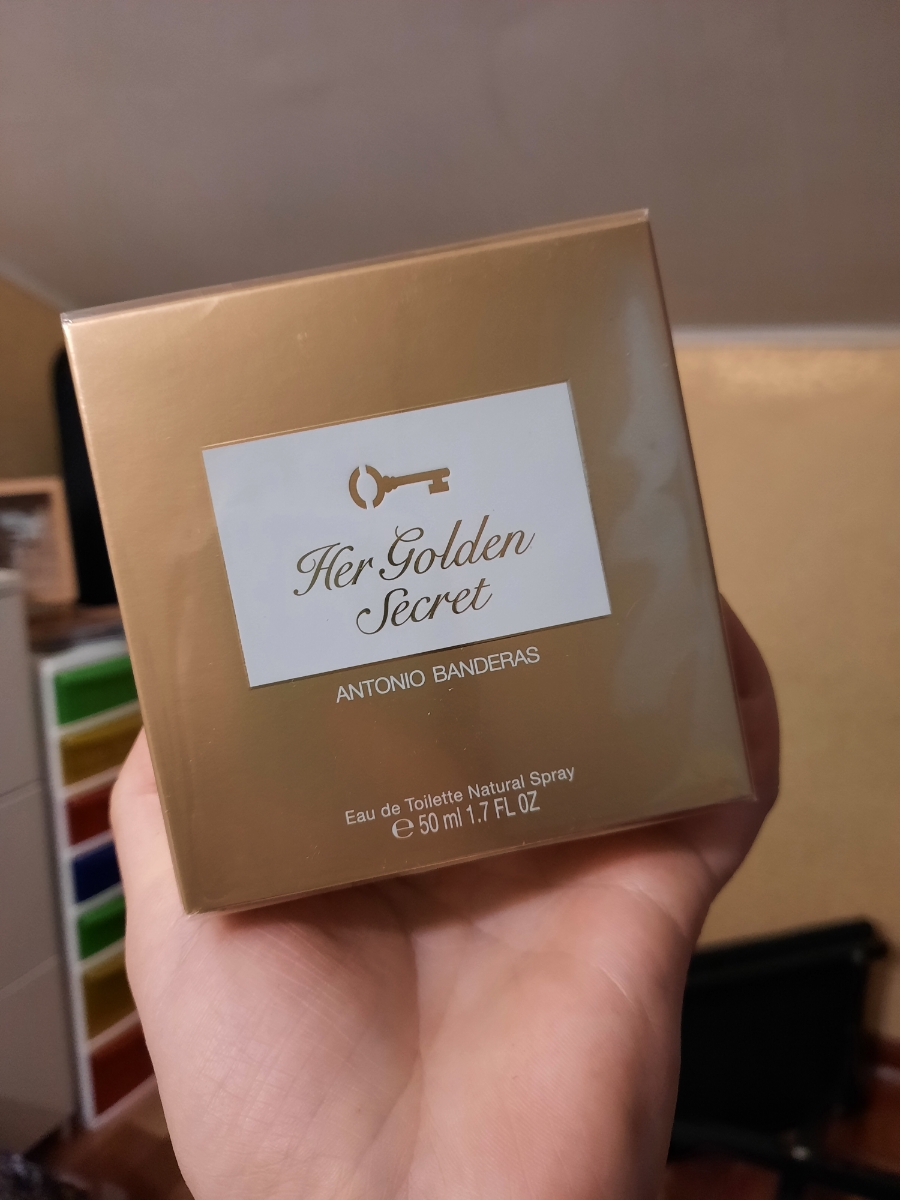 Her Golden
Secret
ANTONIO BANDERAS
Eau de Toilette Natural Spray
℮ 50 ml 1.7 FL OZ